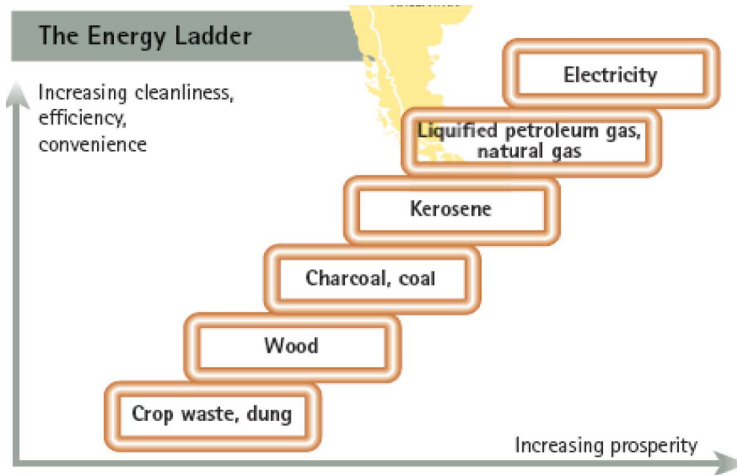 The Energy Ladder
Increasing cleanliness,
efficiency,
convenience
Electricity
Liquified petroleum gas,
natural gas
Kerosene
Charcoal, coal
Wood
Crop waste, dung
Increasing prosperity